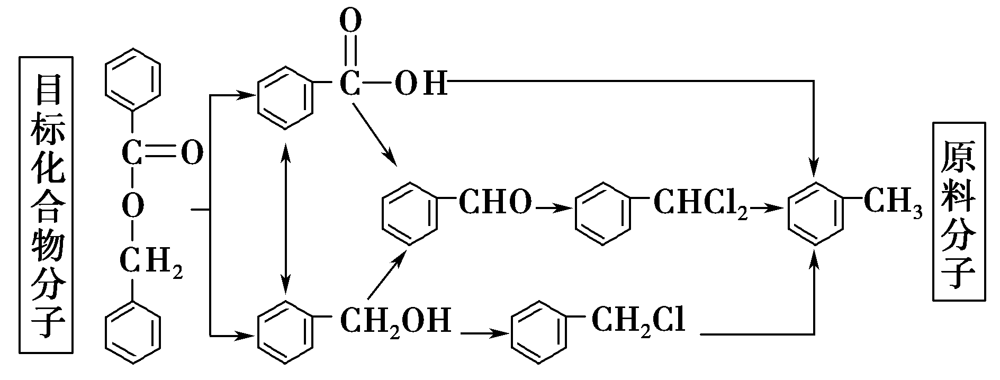 目标化合物分子
C=O
O
CH₂
O
C—OH
CHO
CHCl₂
CH₃
CH₂OH
CH₂Cl
原料分子